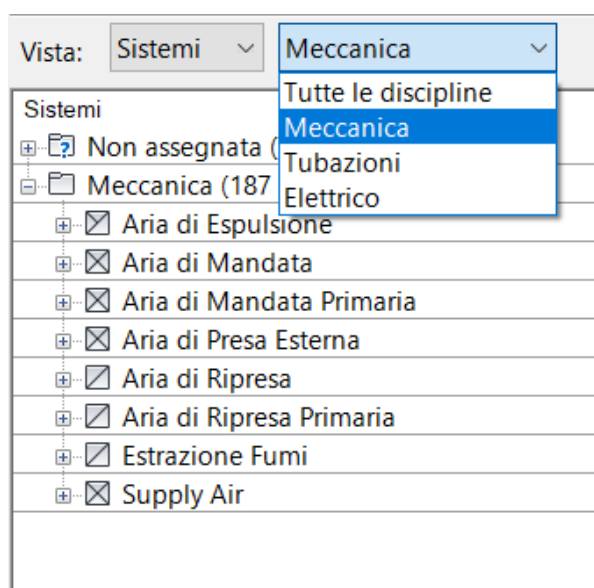 Vista: Sistemi Meccanica
Tutte le discipline
Meccanica
Tubazioni
Elettrico
Sistemi
Non assegnata (
Meccanica (187
Aria di Espulsione
Aria di Mandata
Aria di Mandata Primaria
Aria di Presa Esterna
Aria di Ripresa
Aria di Ripresa Primaria
Estrazione Fumi
Supply Air